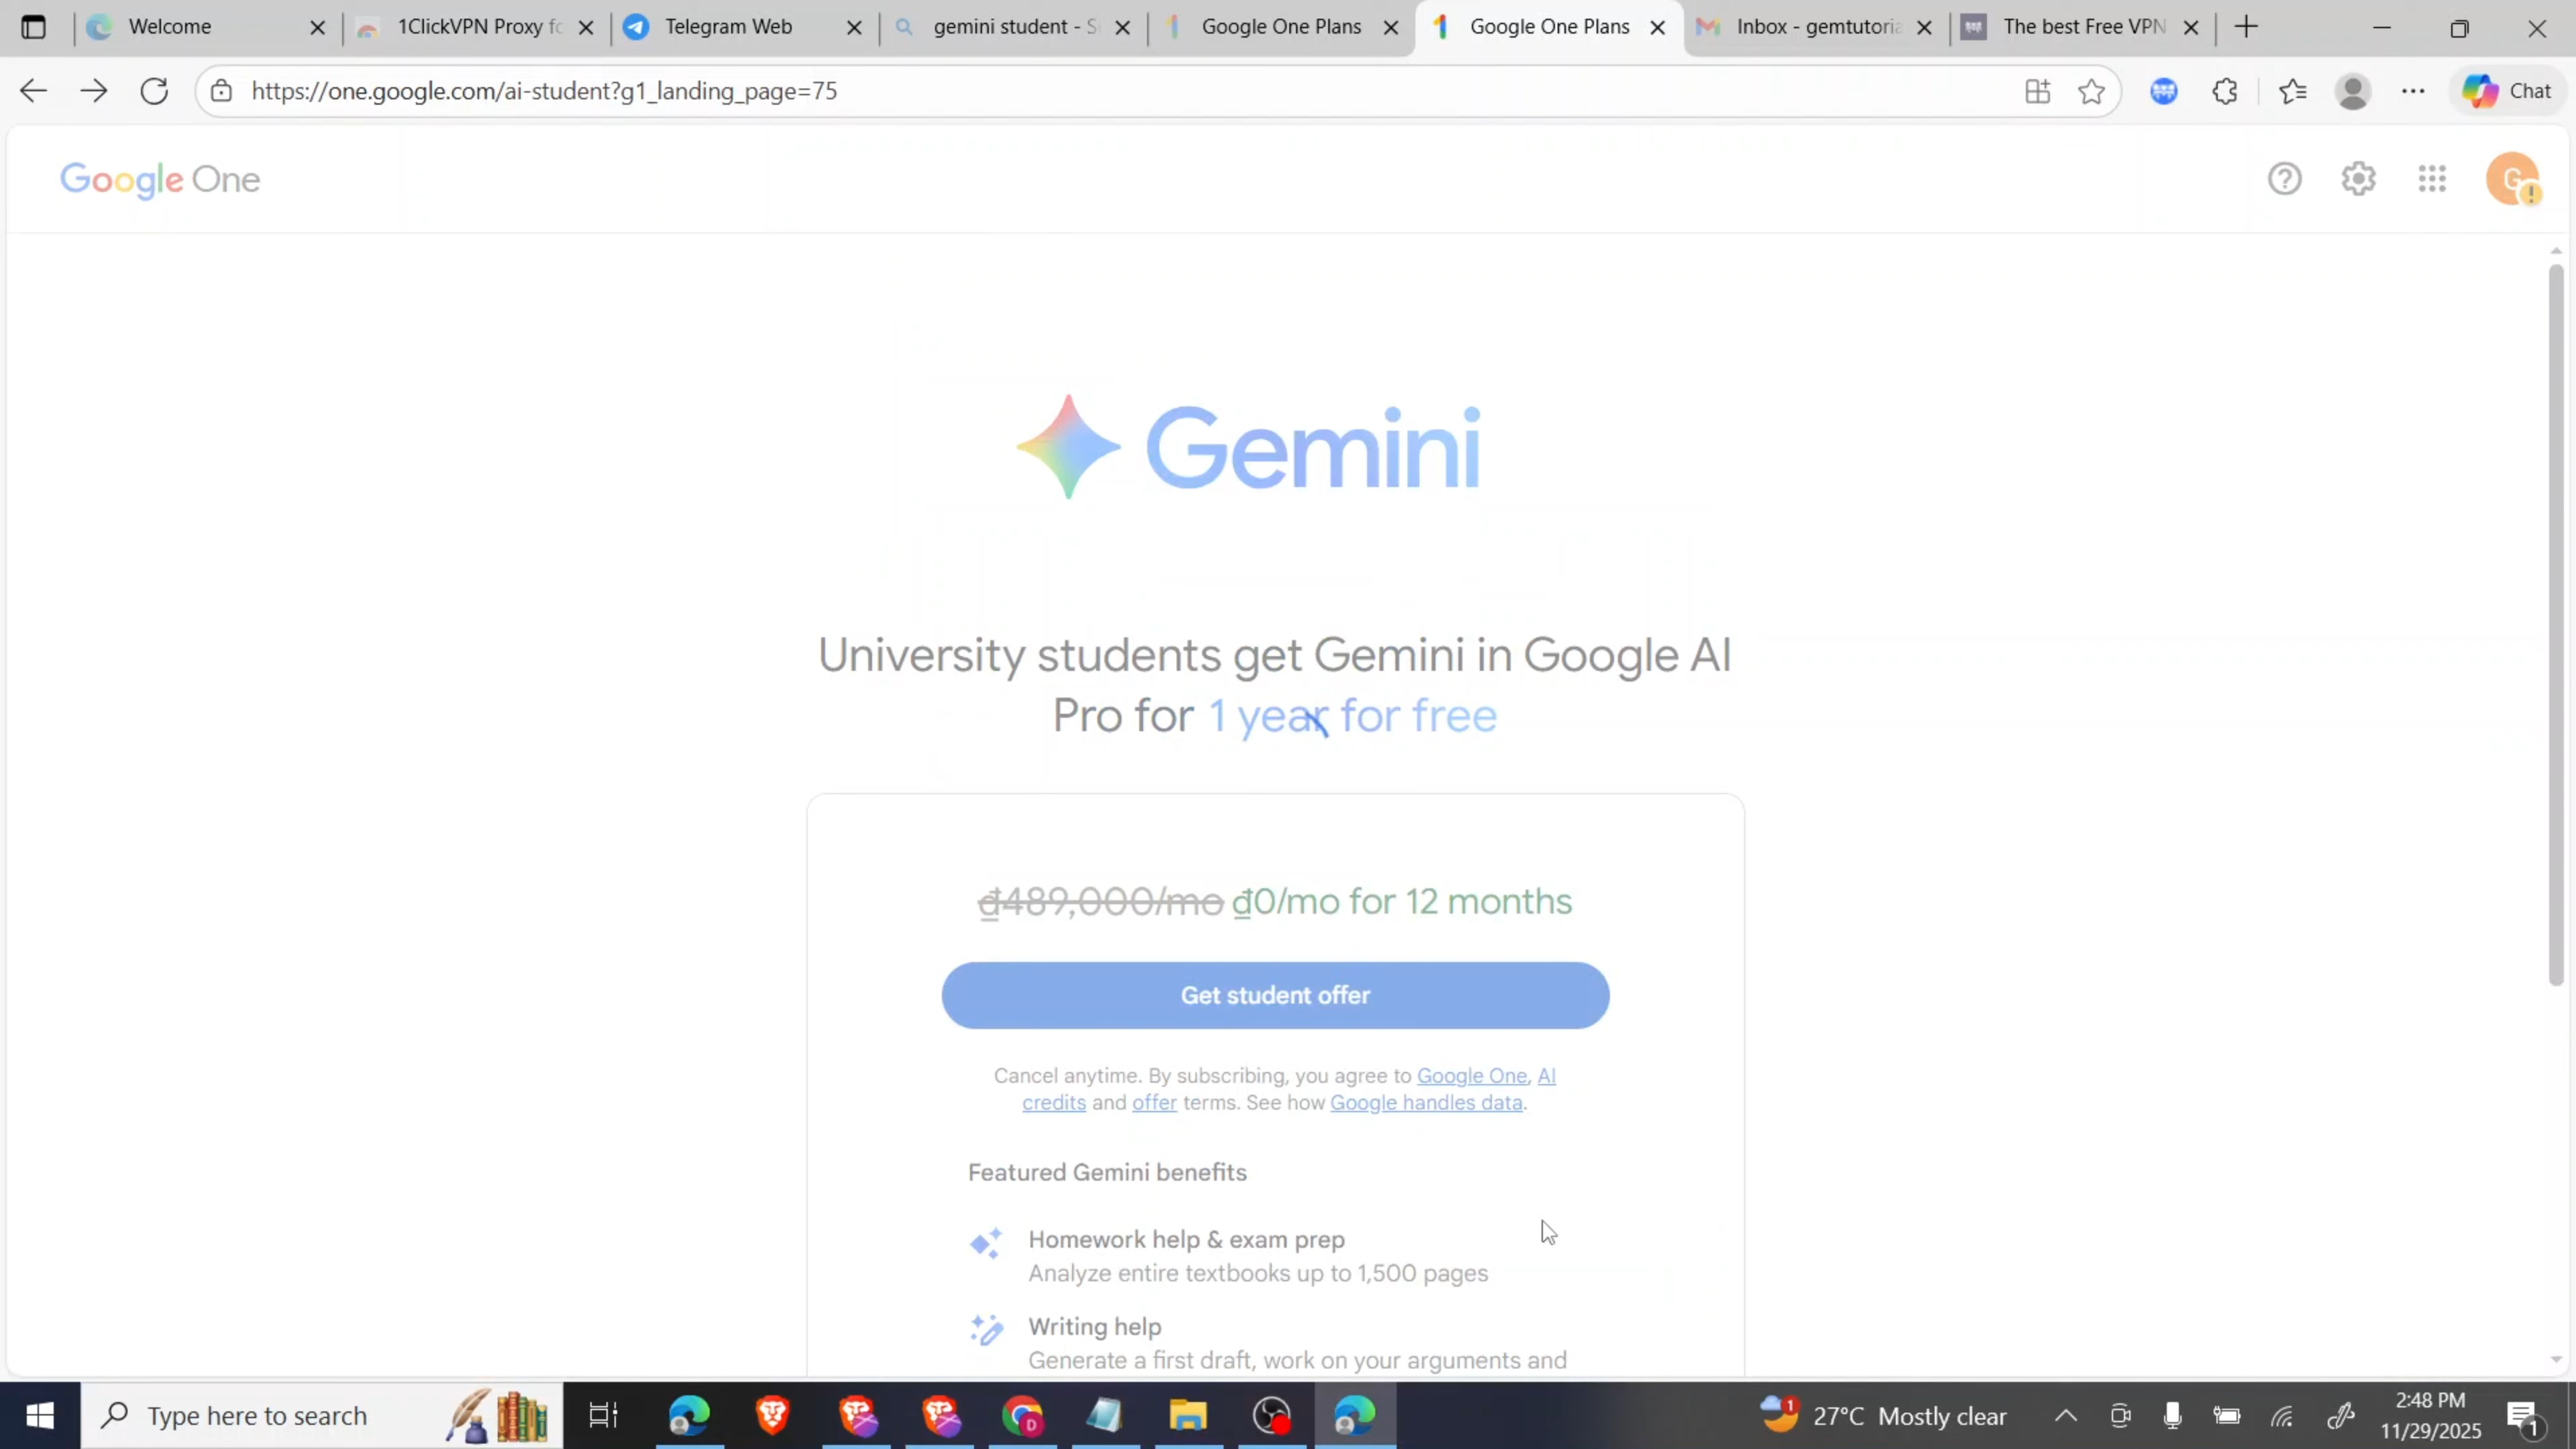 Welcome
1ClickVPN Proxy fo
Telegram Web
gemini student - S
Google One Plans
Google One Plans
Inbox - gemtutoria
The best Free VPN
https://one.google.com/ai-student?g1_landing_page=75
Chat
Google One
G
Gemini
University students get Gemini in Google AI
Pro for 1 year for free
₫489,000/mo ₫0/mo for 12 months
Get student offer
Cancel anytime. By subscribing, you agree to Google One, AI
credits and offer terms. See how Google handles data.
Featured Gemini benefits
Homework help & exam prep
Analyze entire textbooks up to 1,500 pages
Writing help
Generate a first draft, work on your arguments and
Type here to search
D
1
27°C Mostly clear
2:48 PM
11/29/2025
1